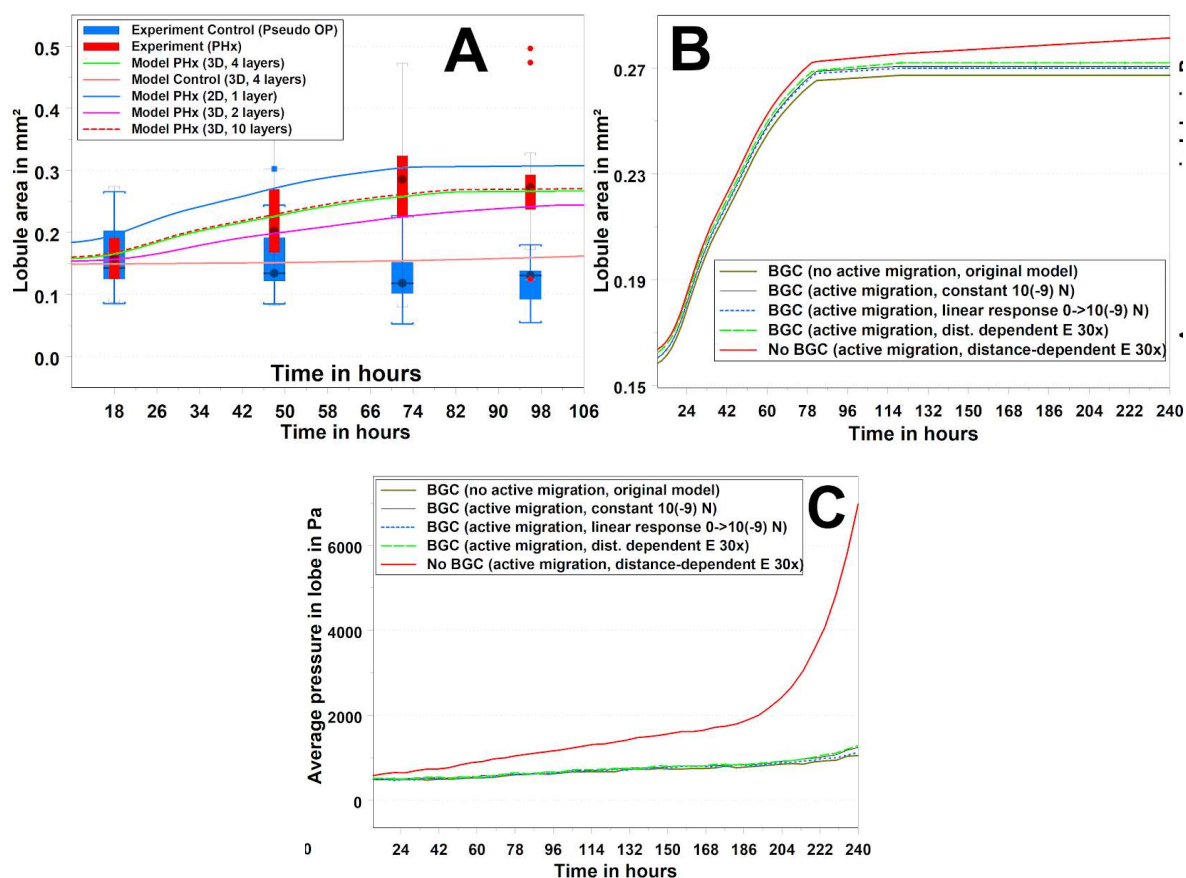 A
Experiment Control (Pseudo OP)
Experiment (PHx)
Model PHx (3D, 4 layers)
Model Control (3D, 4 layers)
Model PHx (2D, 1 layer)
Model PHx (3D, 2 layers)
Model PHx (3D, 10 layers)
Lobule area in mm²
0.5
0.4
0.3
0.2
0.1
0.0
Time in hours
18 26 34 42 50 58 66 74 82 90 98 106
Time in hours
B
Lobule area in mm²
0.27
0.23
0.19
0.15
BGC (no active migration, original model)
BGC (active migration, constant 10(-9) N)
BGC (active migration, linear response 0->10(-9) N)
BGC (active migration, dist. dependent E 30x)
No BGC (active migration, distance-dependent E 30x)
24 42 60 78 96 114 132 150 168 186 204 222 240
Time in hours
C
BGC (no active migration, original model)
BGC (active migration, constant 10(-9) N)
BGC (active migration, linear response 0->10(-9) N)
BGC (active migration, dist. dependent E 30x)
No BGC (active migration, distance-dependent E 30x)
Average pressure in lobe in Pa
6000
4000
2000
0
0 24 42 60 78 96 114 132 150 168 186 204 222 240
Time in hours